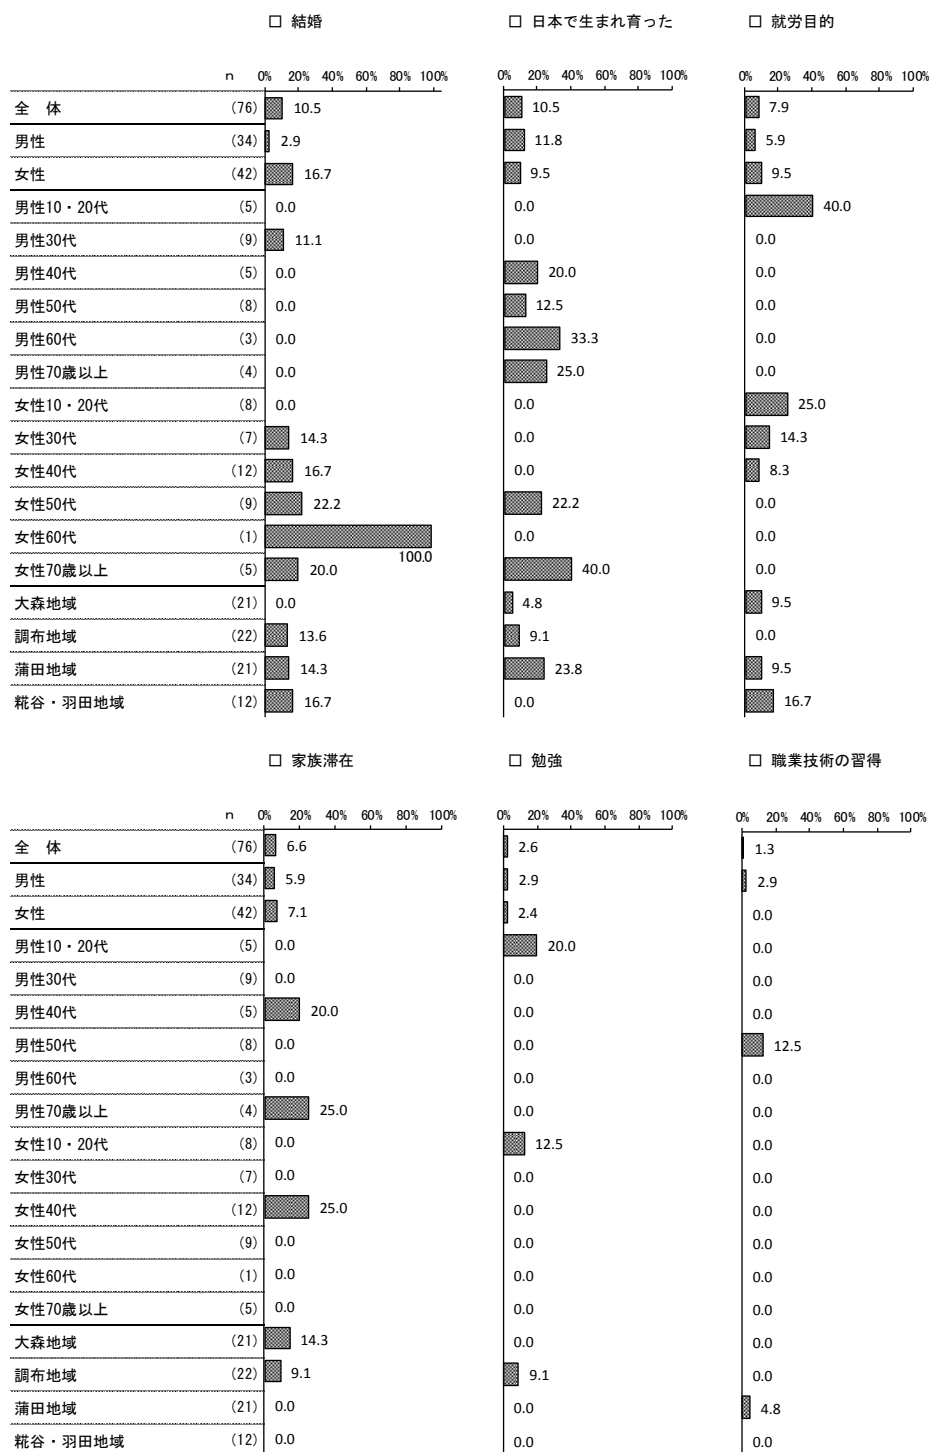 □ 結婚 □ 日本で生まれ育った □ 就労目的
n 0% 20% 40% 60% 80% 100% 0% 20% 40% 60% 80% 100% 0% 20% 40% 60% 80% 100%
全 体 (76) 10.5 10.5 7.9
男性 (34) 2.9 11.8 5.9
女性 (42) 16.7 9.5 9.5
男性10・20代 (5) 0.0 0.0 40.0
男性30代 (9) 11.1 0.0 0.0
男性40代 (5) 0.0 20.0 0.0
男性50代 (8) 0.0 12.5 0.0
男性60代 (3) 0.0 33.3 0.0
男性70歳以上 (4) 0.0 25.0 0.0
女性10・20代 (8) 0.0 0.0 25.0
女性30代 (7) 14.3 0.0 14.3
女性40代 (12) 16.7 0.0 8.3
女性50代 (9) 22.2 22.2 0.0
女性60代 (1) 100.0 0.0 0.0
女性70歳以上 (5) 20.0 40.0 0.0
大森地域 (21) 0.0 4.8 9.5
調布地域 (22) 13.6 9.1 0.0
蒲田地域 (21) 14.3 23.8 9.5
糀谷・羽田地域 (12) 16.7 0.0 16.7
□ 家族滞在 □ 勉強 □ 職業技術の習得
n 0% 20% 40% 60% 80% 100% 0% 20% 40% 60% 80% 100% 0% 20% 40% 60% 80% 100%
全 体 (76) 6.6 2.6 1.3
男性 (34) 5.9 2.9 2.9
女性 (42) 7.1 2.4 0.0
男性10・20代 (5) 0.0 20.0 0.0
男性30代 (9) 0.0 0.0 0.0
男性40代 (5) 20.0 0.0 0.0
男性50代 (8) 0.0 0.0 12.5
男性60代 (3) 0.0 0.0 0.0
男性70歳以上 (4) 25.0 0.0 0.0
女性10・20代 (8) 0.0 12.5 0.0
女性30代 (7) 0.0 0.0 0.0
女性40代 (12) 25.0 0.0 0.0
女性50代 (9) 0.0 0.0 0.0
女性60代 (1) 0.0 0.0 0.0
女性70歳以上 (5) 0.0 0.0 0.0
大森地域 (21) 14.3 0.0 0.0
調布地域 (22) 9.1 9.1 0.0
蒲田地域 (21) 0.0 0.0 4.8
糀谷・羽田地域 (12) 0.0 0.0 0.0